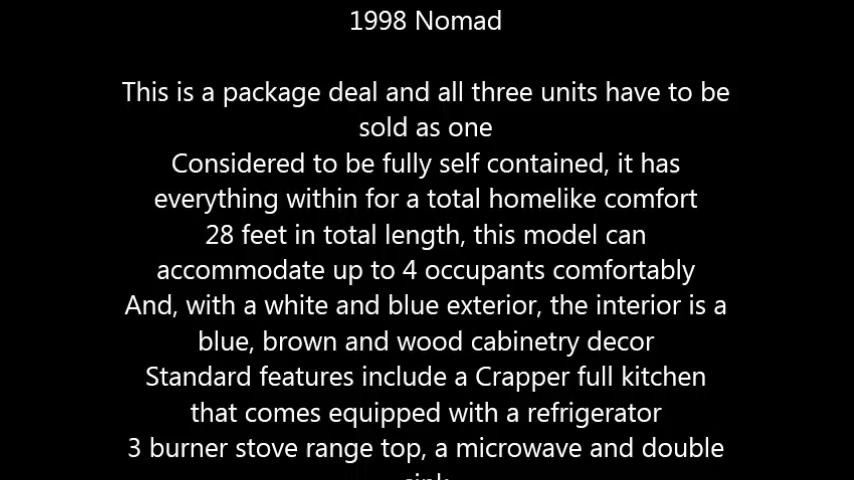 1998 Nomad
This is a package deal and all three units have to be
sold as one
Considered to be fully self contained, it has
everything within for a total homelike comfort
28 feet in total length, this model can
accommodate up to 4 occupants comfortably
And, with a white and blue exterior, the interior is a
blue, brown and wood cabinetry decor
Standard features include a Crapper full kitchen
that comes equipped with a refrigerator
3 burner stove range top, a microwave and double